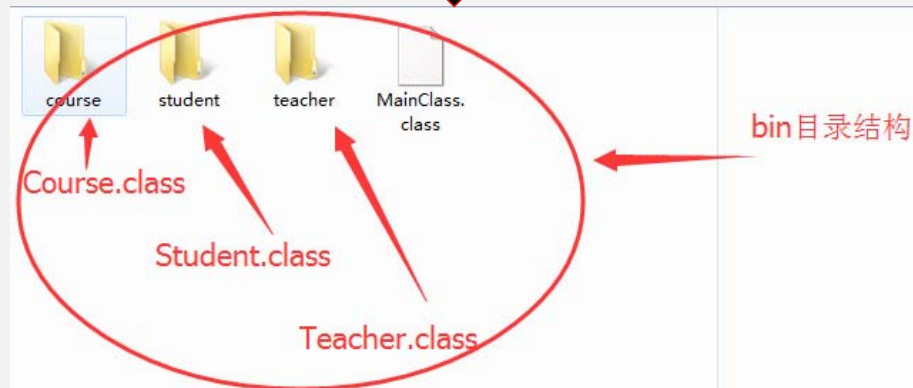 course
student
teacher
MainClass.
class
bin目录结构
Course.class
Student.class
Teacher.class